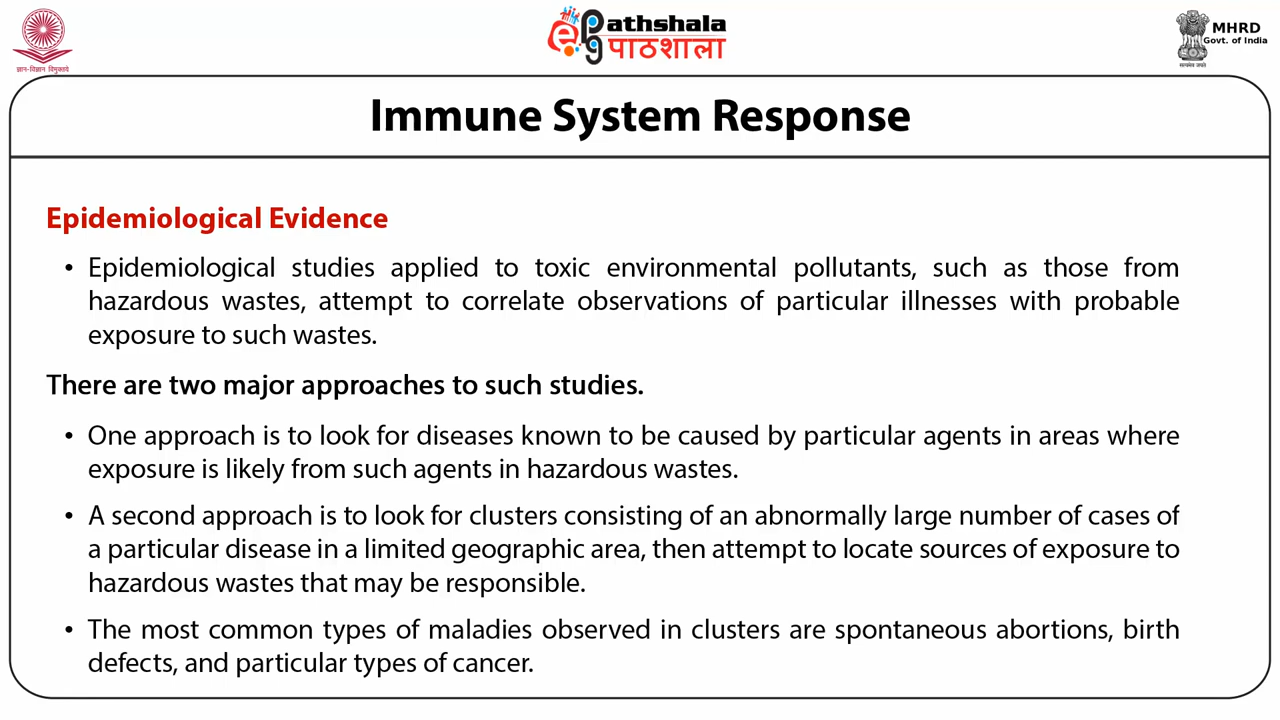 ज्ञान-विज्ञान विमुक्तये
ePg Pathshala
पाठशाला
MHRD
Govt. of India
सत्यमेव जयते
Immune System Response
Epidemiological Evidence
• Epidemiological studies applied to toxic environmental pollutants, such as those from
hazardous wastes, attempt to correlate observations of particular illnesses with probable
exposure to such wastes.
There are two major approaches to such studies.
• One approach is to look for diseases known to be caused by particular agents in areas where
exposure is likely from such agents in hazardous wastes.
• A second approach is to look for clusters consisting of an abnormally large number of cases of
a particular disease in a limited geographic area, then attempt to locate sources of exposure to
hazardous wastes that may be responsible.
• The most common types of maladies observed in clusters are spontaneous abortions, birth
defects, and particular types of cancer.